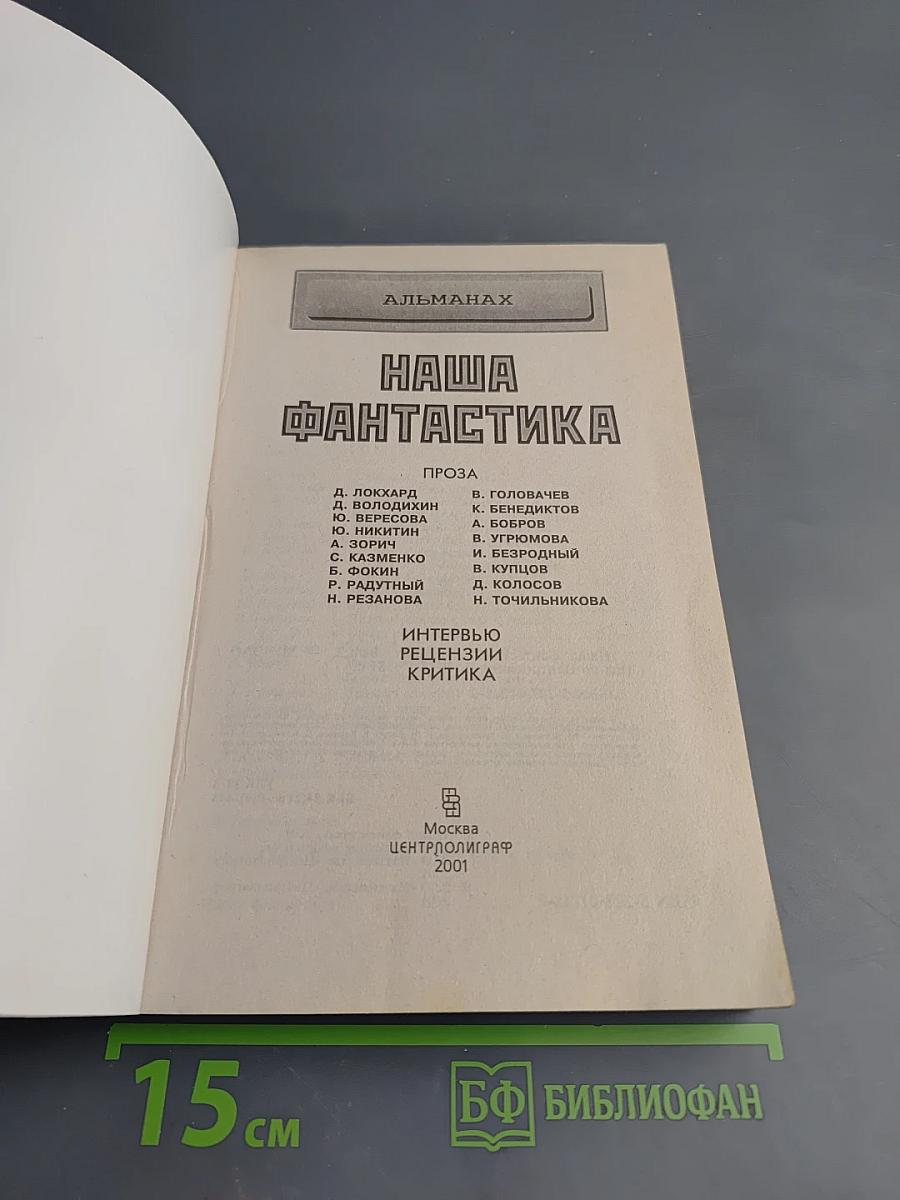 АЛЬМАНАХ
НАША
ФАНТАСТИКА
ПРОЗА
Д. ЛОКХАРД
Д. ВОЛОДИХИН
Ю. ВЕРЕСОВА
Ю. НИКИТИН
А. ЗОРИЧ
С. КАЗМЕНКО
Б. ФОКИН
Р. РАДУТНЫЙ
Н. РЕЗАНОВА
В. ГОЛОВАЧЕВ
К. БЕНЕДИКТОВ
А. БОБРОВ
В. УГРЮМОВА
И. БЕЗРОДНЫЙ
В. КУПЦОВ
Д. КОЛОСОВ
Н. ТОЧИЛЬНИКОВА
ИНТЕРВЬЮ
РЕЦЕНЗИИ
КРИТИКА
Москва
ЦЕНТРПОЛИГРАФ
2001
15 см
БФ БИБЛИОФАН